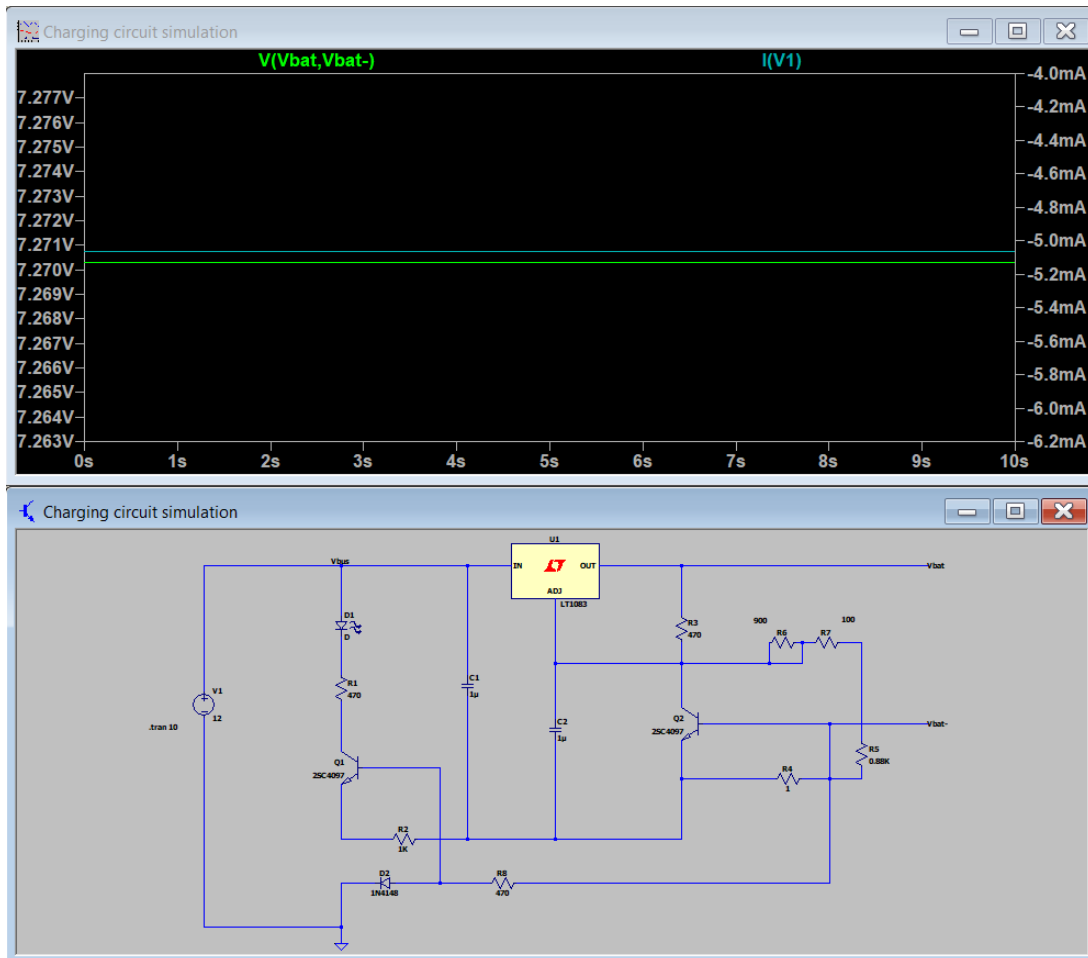 Charging circuit simulation
V(Vbat,Vbat-)
I(V1)
7.277V
7.276V
7.275V
7.274V
7.273V
7.272V
7.271V
7.270V
7.269V
7.268V
7.267V
7.266V
7.265V
7.264V
7.263V
-4.0mA
-4.2mA
-4.4mA
-4.6mA
-4.8mA
-5.0mA
-5.2mA
-5.4mA
-5.6mA
-5.8mA
-6.0mA
-6.2mA
0s 1s 2s 3s 4s 5s 6s 7s 8s 9s 10s
Charging circuit simulation
U1
IN
OUT
ADJ
LT1083
Vbus
Vbat
D1
D
R3
470
900
R6
100
R7
R1
470
C1
1µ
V1
12
.tran 10
C2
1µ
Q2
2SC4097
Vbat-
R5
0.88K
Q1
2SC4097
R4
1
R2
1K
D2
1N4148
R8
470